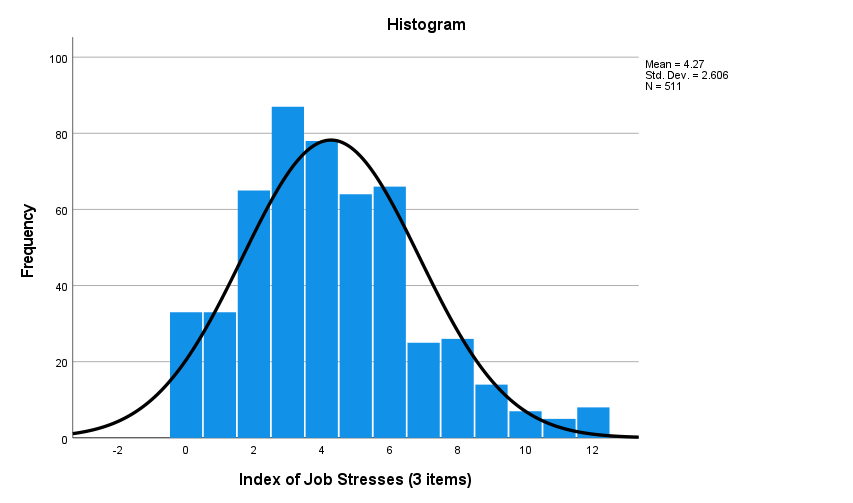 Histogram
100
80
60
40
20
0
Frequency
-2
0
2
4
6
8
10
12
Index of Job Stresses (3 items)
Mean = 4.27
Std. Dev. = 2.606
N = 511